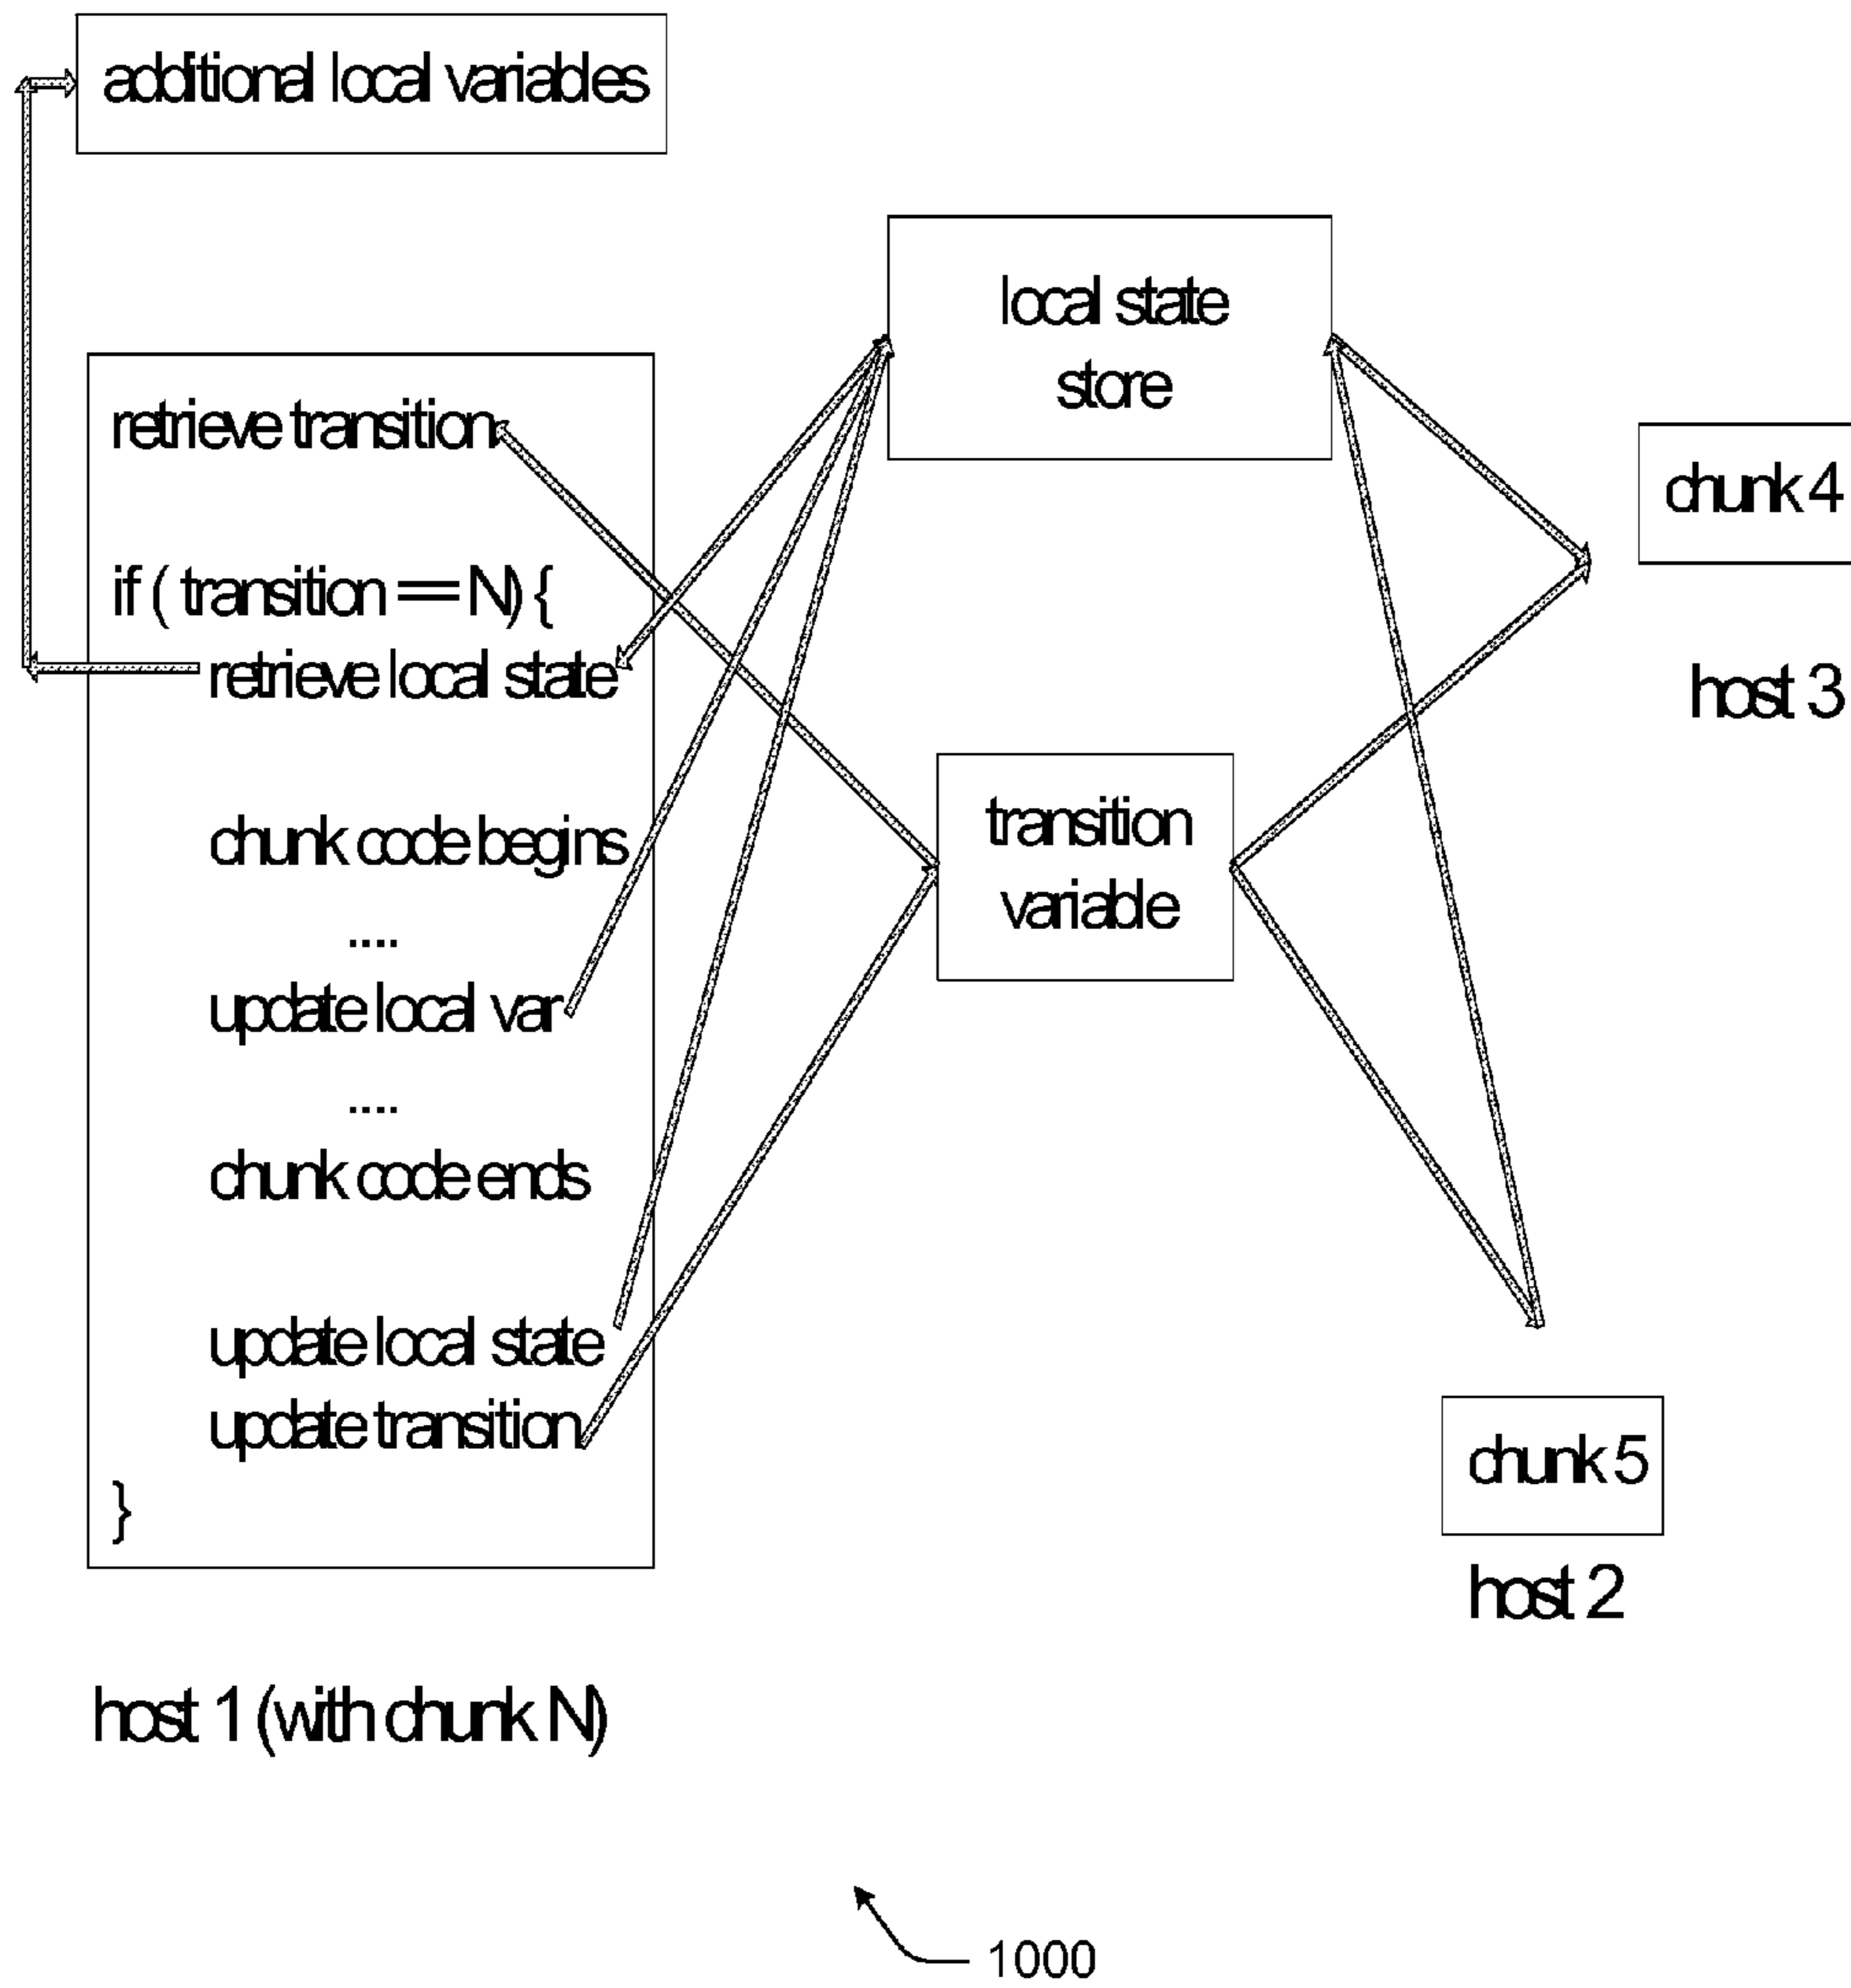 additional local variables
local state
store
retrieve transition
if ( transition == N) {
retrieve local state
chunk code begins
....
update local var
....
chunk code ends
update local state
update transition
}
host 1 (with chunk N)
transition
variable
chunk 4
host 3
chunk 5
host 2
1000